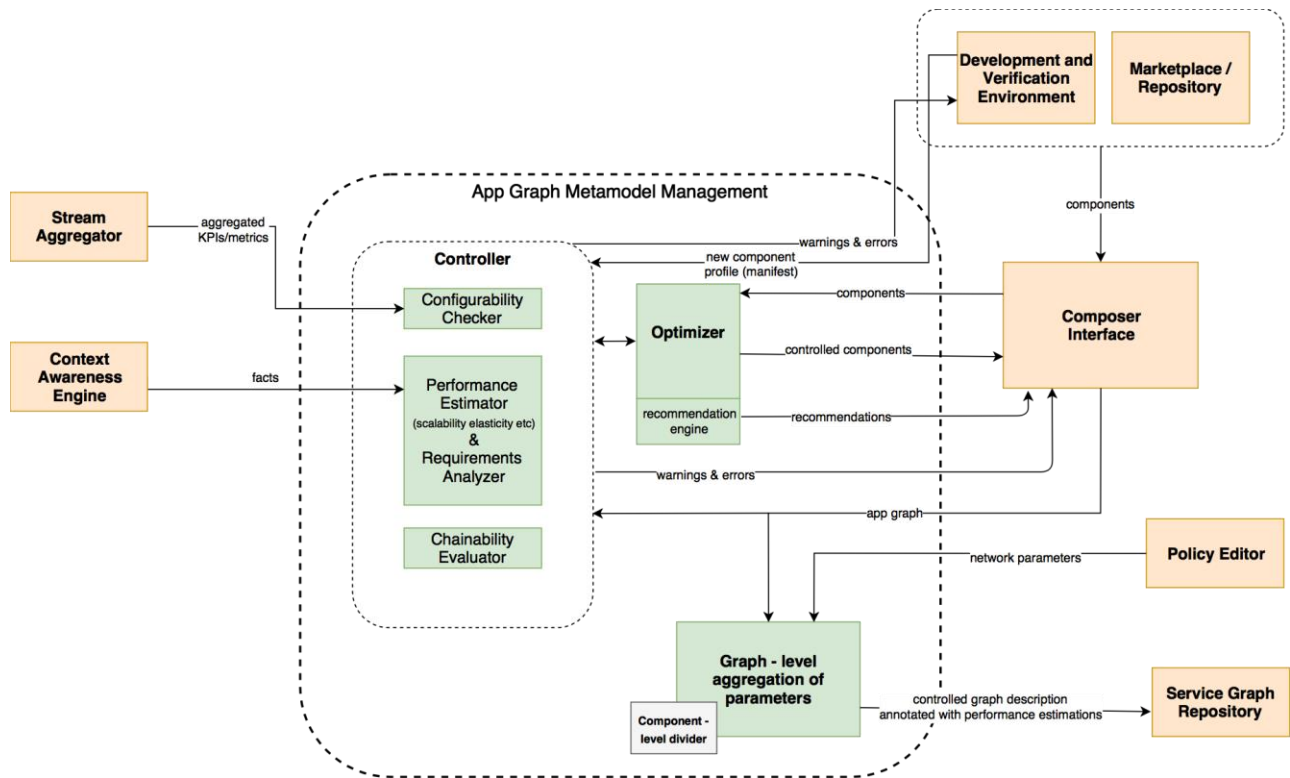 Development and
Verification
Environment
Marketplace /
Repository
App Graph Metamodel Management
Stream
Aggregator
aggregated
KPIs/metrics
components
warnings & errors
Controller
new component
profile (manifest)
Configurability
Checker
components
Optimizer
Composer
Interface
controlled components
Context
Awareness
Engine
facts
Performance
Estimator
(scalability elasticity etc)
&
Requirements
Analyzer
recommendation
engine
recommendations
warnings & errors
app graph
Chainability
Evaluator
network parameters
Policy Editor
Graph - level
aggregation of
parameters
Component -
level divider
controlled graph description
annotated with performance estimations
Service Graph
Repository